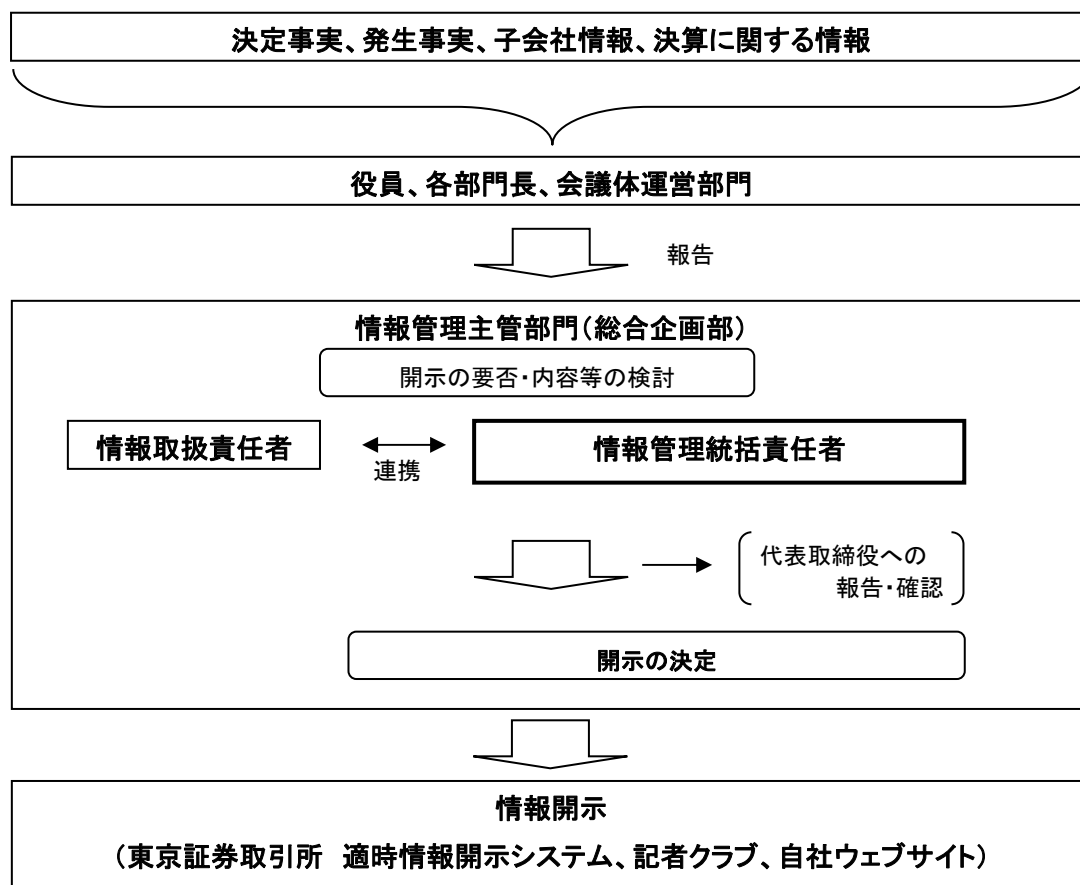 決定事実、発生事実、子会社情報、決算に関する情報
役員、各部門長、会議体運営部門
報告
情報管理主管部門(総合企画部)
開示の要否・内容等の検討
情報取扱責任者
連携
情報管理統括責任者
代表取締役への
報告・確認
開示の決定
情報開示
(東京証券取引所 適時情報開示システム、記者クラブ、自社ウェブサイト)